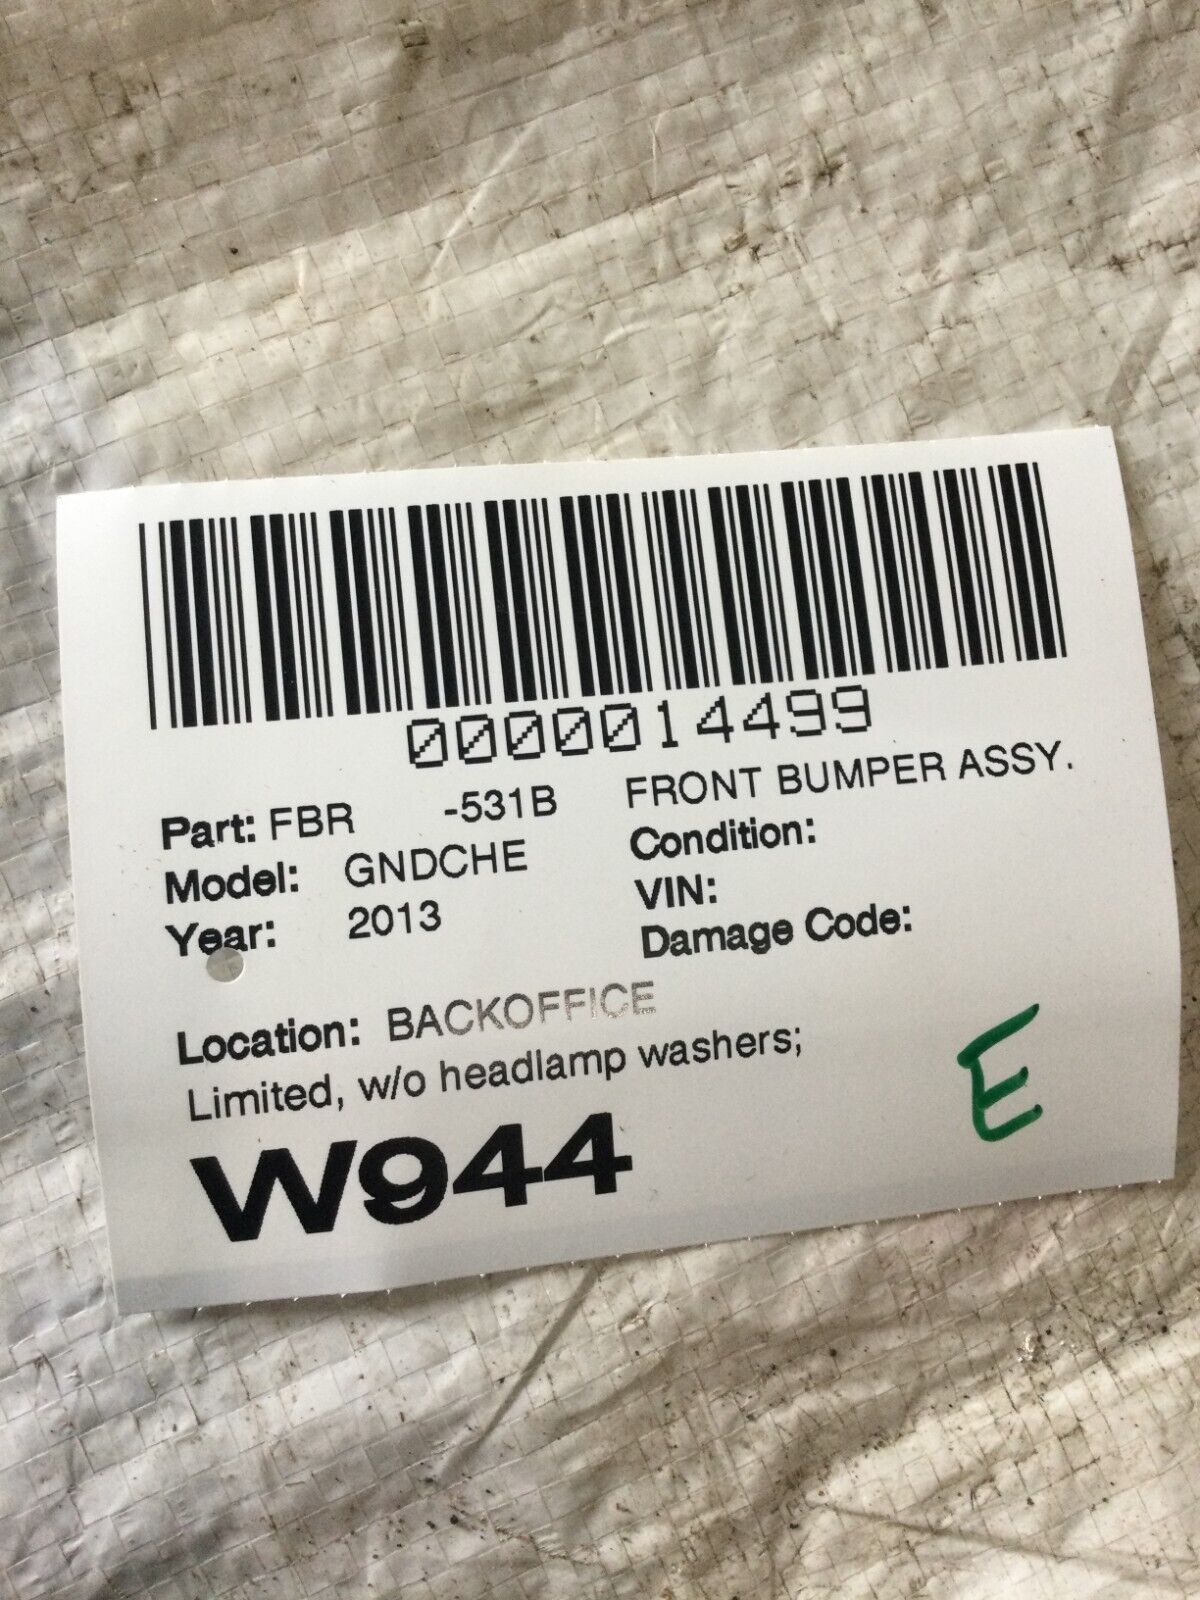 0000014499
Part: FBR -531B FRONT BUMPER ASSY.
Model: GNDCHE Condition:
Year: 2013 VIN:
Damage Code:
Location: BACKOFFICE
Limited, w/o headlamp washers;
W944
E